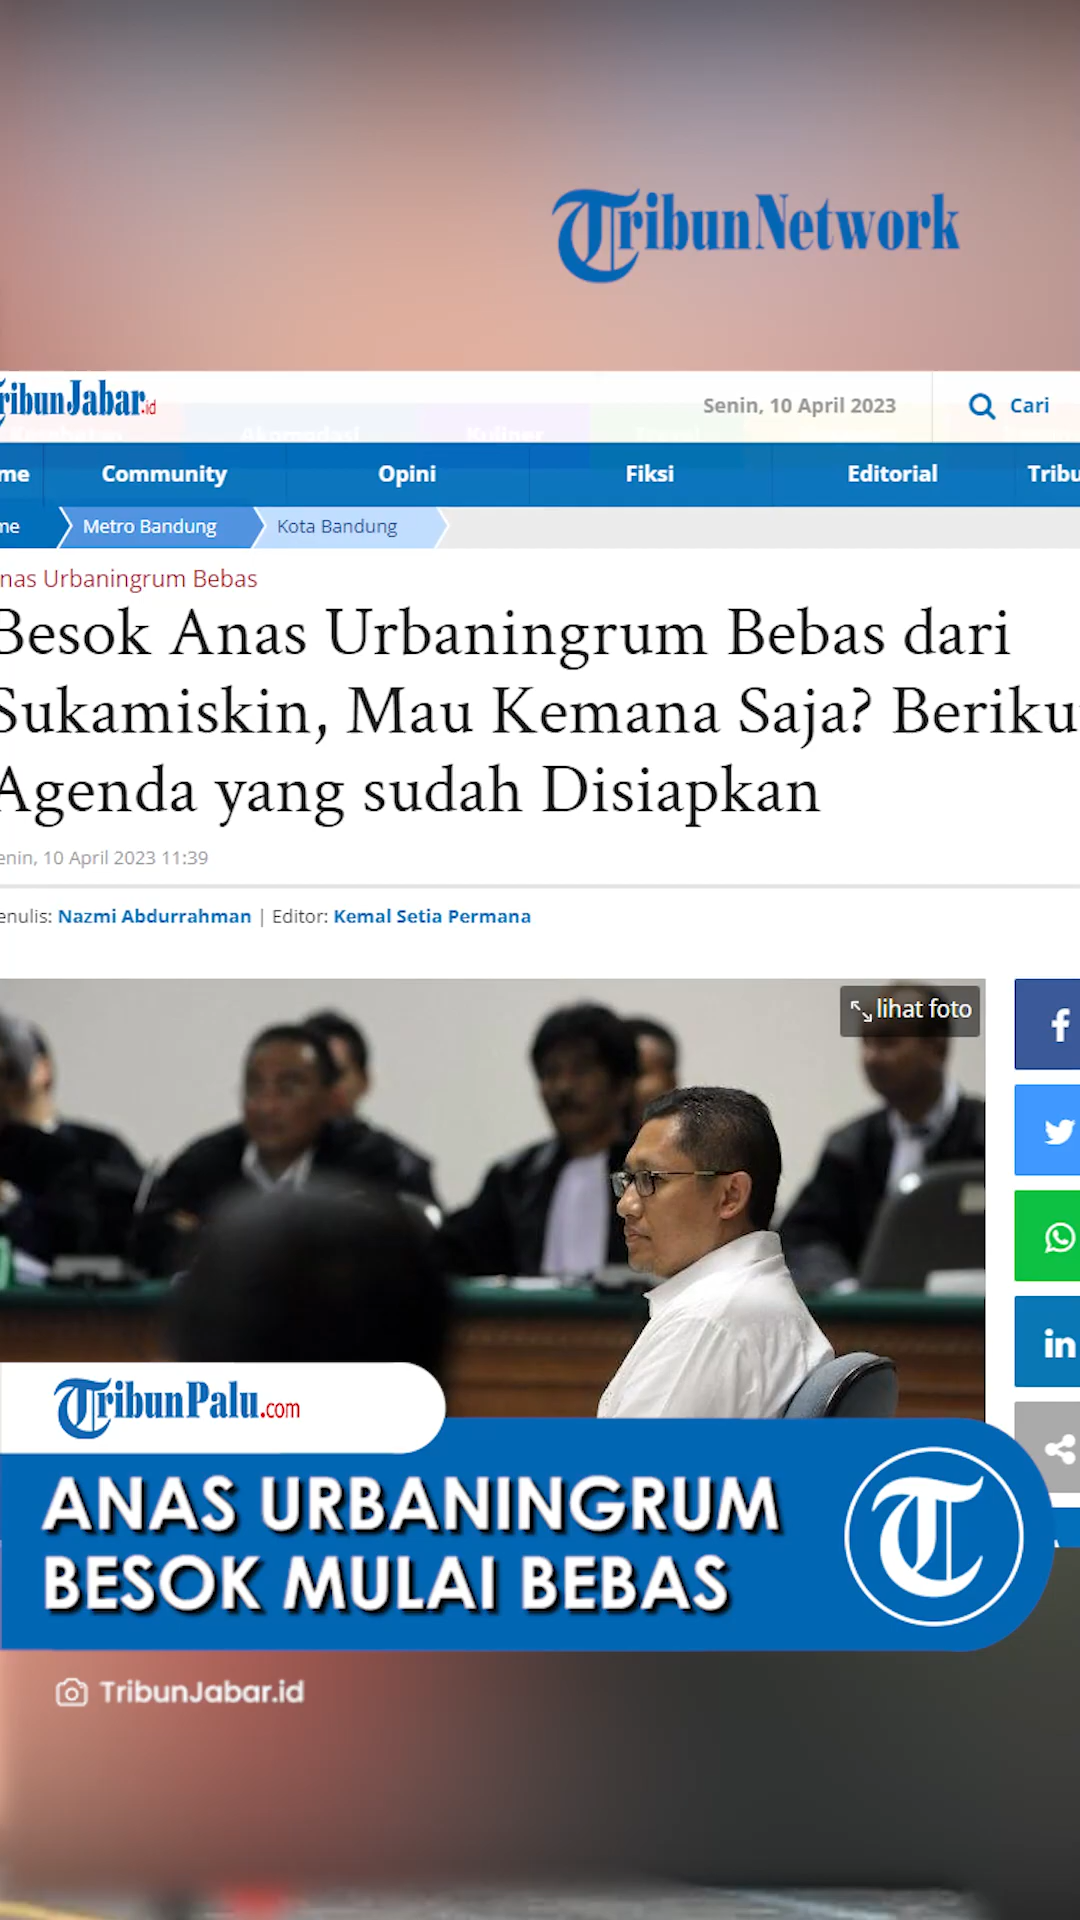 TribunNetwork
ribunJabar.id
Senin, 10 April 2023
Cari
me
Community
Opini
Fiksi
Editorial
Tribu
me
Metro Bandung
Kota Bandung
nas Urbaningrum Bebas
Besok Anas Urbaningrum Bebas dari
Sukamiskin, Mau Kemana Saja? Beriku
Agenda yang sudah Disiapkan
enin, 10 April 2023 11:39
enulis: Nazmi Abdurrahman | Editor: Kemal Setia Permana
lihat foto
TribunPalu.com
ANAS URBANINGRUM
BESOK MULAI BEBAS
TribunJabar.id